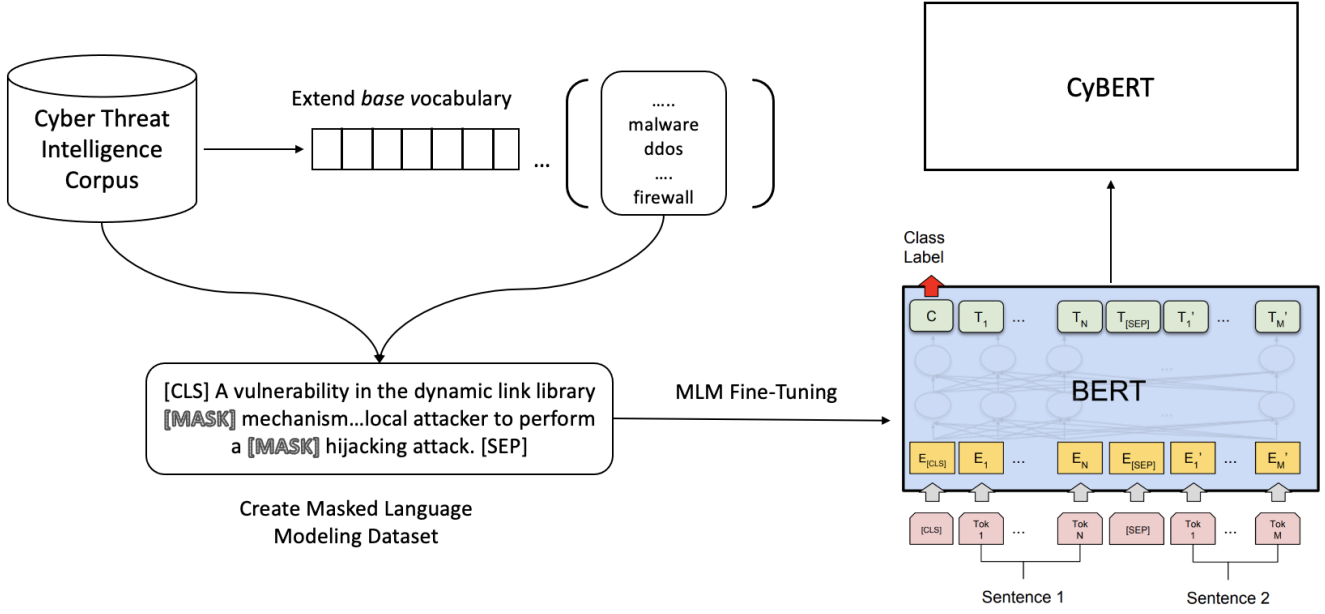 Cyber Threat
Intelligence
Corpus
Extend base vocabulary
...
…..
malware
ddos
….
firewall
CyBERT
[CLS] A vulnerability in the dynamic link library
[MASK] mechanism…local attacker to perform
a [MASK] hijacking attack. [SEP]
Create Masked Language
Modeling Dataset
MLM Fine-Tuning
Class
Label
C T1 ... TN T[SEP] T1' ... TM'
...
BERT
...
E[CLS] E1 ... EN E[SEP] E1' ... EM'
[CLS] Tok 1 ... Tok N [SEP] Tok 1 ... Tok M
Sentence 1 Sentence 2